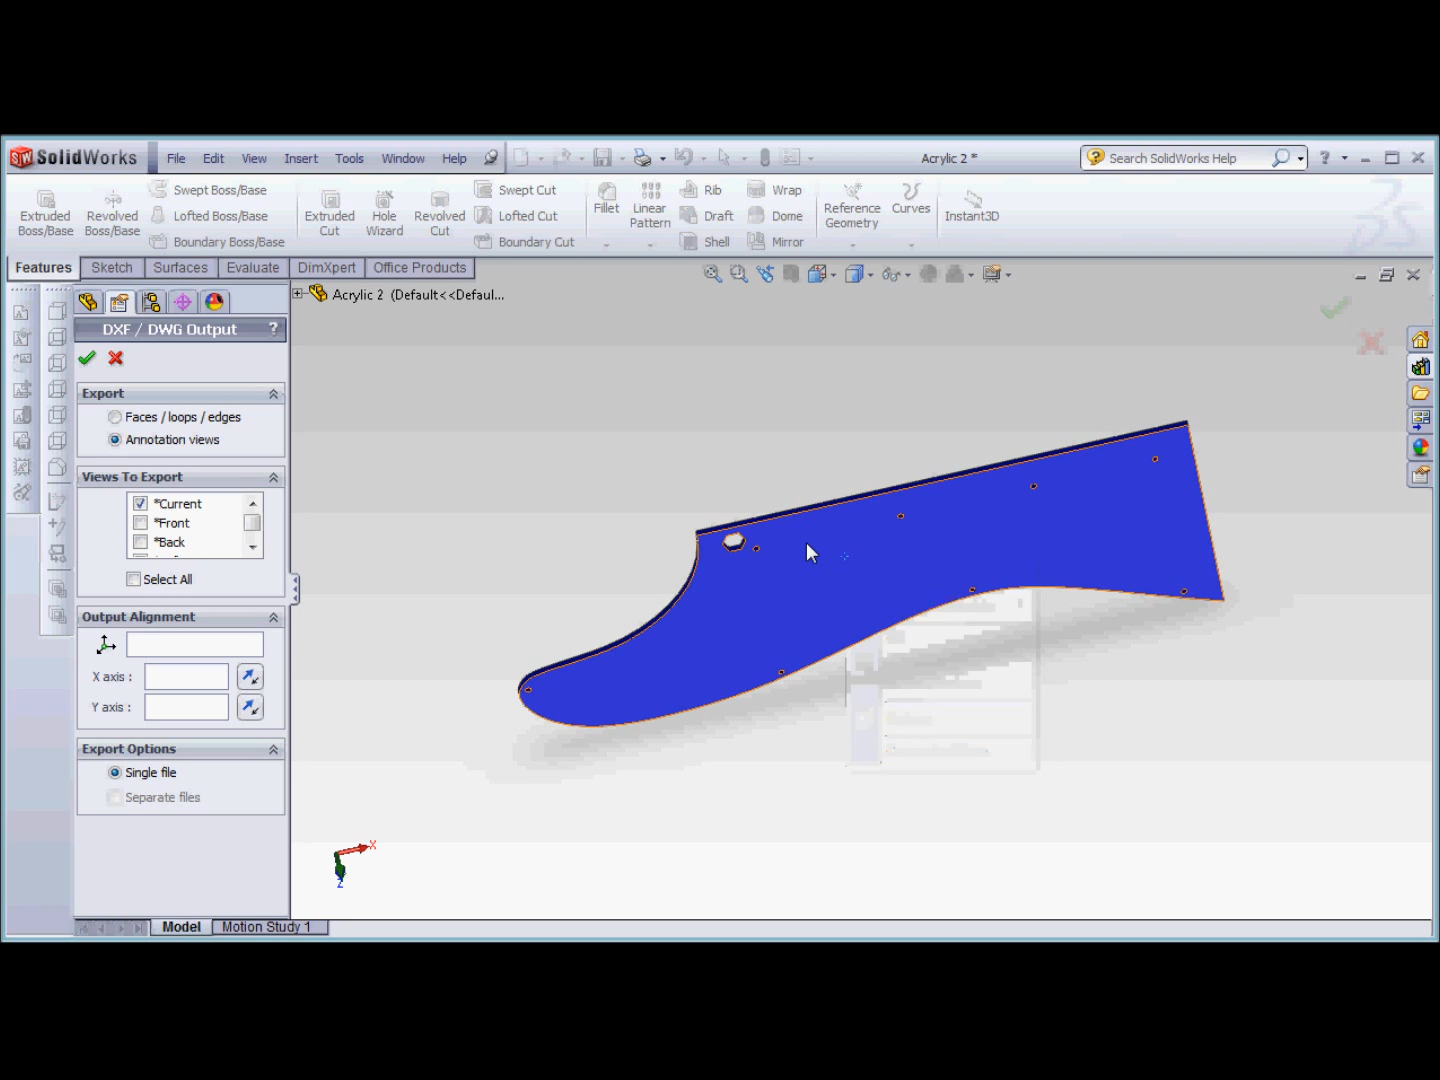 SolidWorks File Edit View Insert Tools Window Help Acrylic 2 * Search SolidWorks Help ?
Extruded Boss/Base
Revolved Boss/Base
Swept Boss/Base
Lofted Boss/Base
Boundary Boss/Base
Extruded Cut
Hole Wizard
Revolved Cut
Swept Cut
Lofted Cut
Boundary Cut
Fillet
Linear Pattern
Rib
Draft
Shell
Wrap
Dome
Mirror
Reference Geometry
Curves
Instant3D
Features Sketch Surfaces Evaluate DimXpert Office Products
Acrylic 2 (Default<<Defaul...
DXF / DWG Output ?
Export
Faces / loops / edges
Annotation views
Views To Export
*Current
*Front
*Back
Select All
Output Alignment
X axis :
Y axis :
Export Options
Single file
Separate files
X
Z
Model Motion Study 1